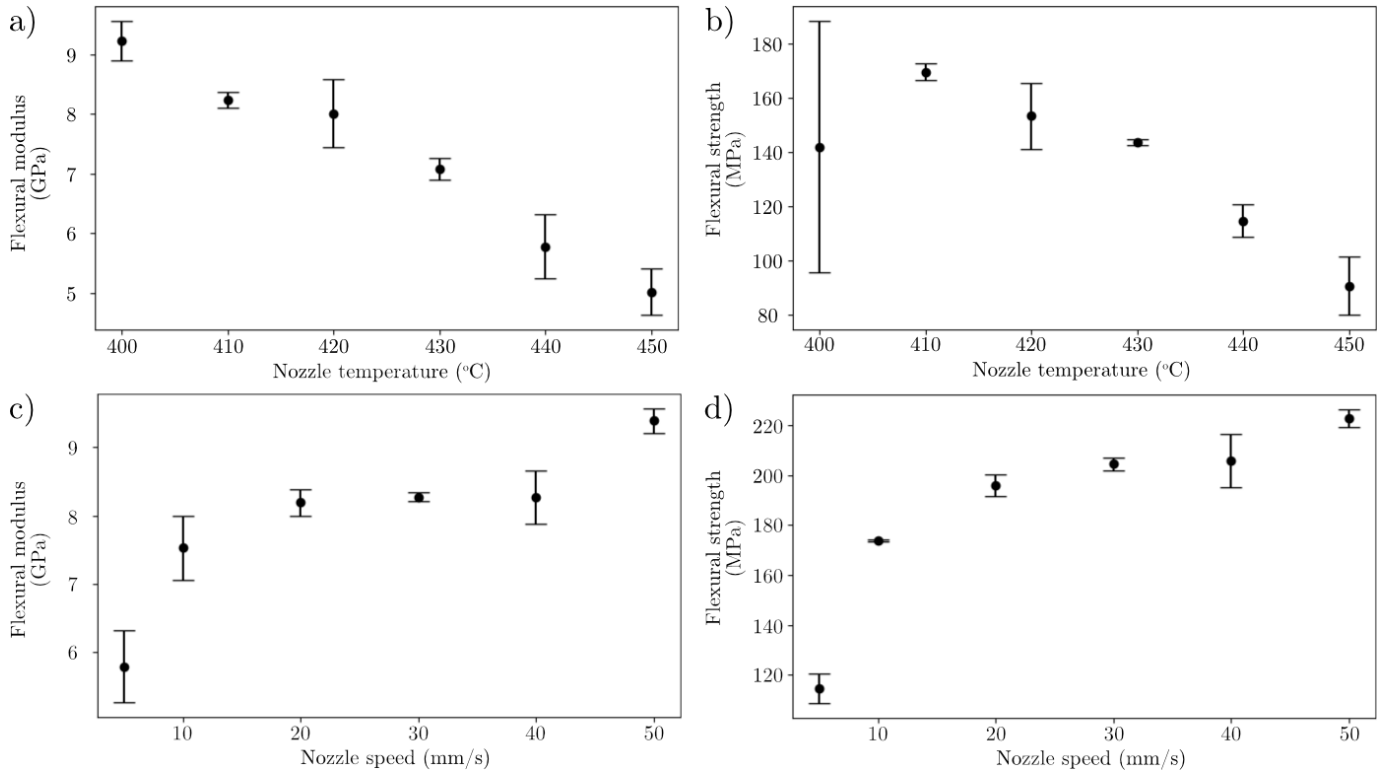 a)
Flexural modulus
(GPa)
9
8
7
6
5
400 410 420 430 440 450
Nozzle temperature (°C)
b)
Flexural strength
(MPa)
180
160
140
120
100
80
400 410 420 430 440 450
Nozzle temperature (°C)
c)
Flexural modulus
(GPa)
9
8
7
6
10 20 30 40 50
Nozzle speed (mm/s)
d)
Flexural strength
(MPa)
220
200
180
160
140
120
10 20 30 40 50
Nozzle speed (mm/s)